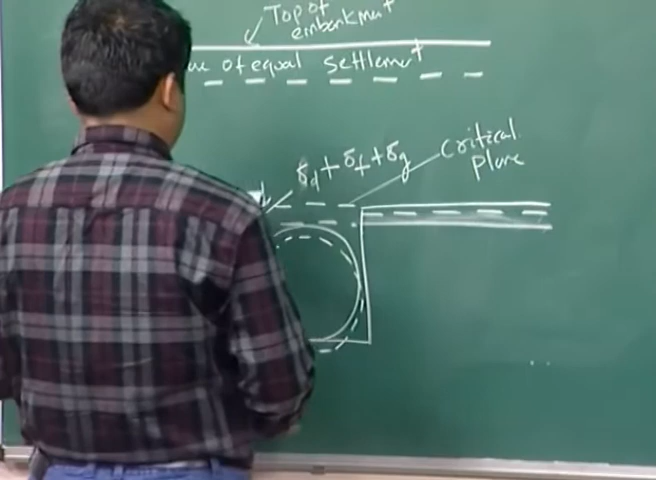 Top of
embankment
of equal settlement
δd + δf + δg
critical
plane